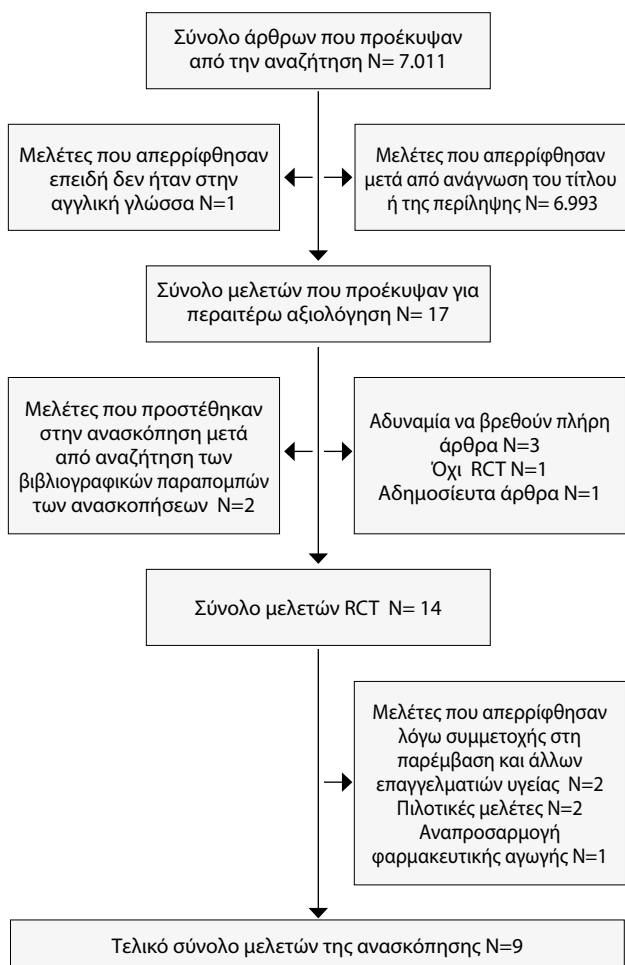 Σύνολο άρθρων που προέκυψαν
από την αναζήτηση N= 7.011
Μελέτες που απερρίφθησαν
επειδή δεν ήταν στην
αγγλική γλώσσα N=1
Μελέτες που απερρίφθησαν
μετά από ανάγνωση του τίτλου
ή της περίληψης N= 6.993
Σύνολο μελετών που προέκυψαν για
περαιτέρω αξιολόγηση N= 17
Μελέτες που προστέθηκαν
στην ανασκόπηση μετά
από αναζήτηση των
βιβλιογραφικών παραπομπών
των ανασκοπήσεων N=2
Αδυναμία να βρεθούν πλήρη
άρθρα N=3
Όχι RCT N=1
Αδημοσίευτα άρθρα N=1
Σύνολο μελετών RCT N= 14
Μελέτες που απερρίφθησαν
λόγω συμμετοχής στη
παρέμβαση και άλλων
επαγγελματιών υγείας N=2
Πιλοτικές μελέτες N=2
Αναπροσαρμογή
φαρμακευτικής αγωγής N=1
Τελικό σύνολο μελετών της ανασκόπησης N=9